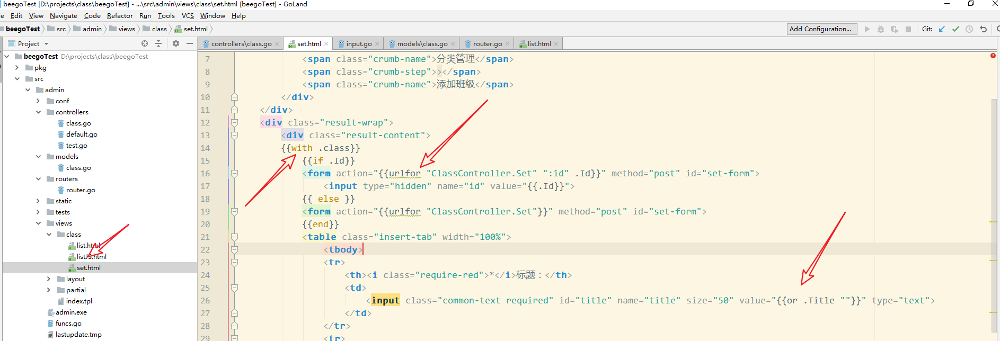 beegoTest [D:\projects\class\beegoTest] - ...\src\admin\views\class\set.html [beegoTest] - GoLand
e Edit View Navigate Code Refactor Run Tools VCS Window Help
beegoTest src admin views class set.html Add Configuration... Git:
Project controllers\class.go set.html input.go models\class.go router.go list.html
beegoTest D:\projects\class\beegoTest
pkg
src
admin
conf
controllers
class.go
default.go
test.go
models
class.go
routers
router.go
static
tests
views
class
list.html
listJs.html
set.html
layout
partial
index.tpl
admin.exe
funcs.go
lastupdate.tmp
7 <span class="crumb-name">分类管理</span>
8 <span class="crumb-step">></span>
9 <span class="crumb-name">添加班级</span>
10 </div>
11 </div>
12 <div class="result-wrap">
13 <div class="result-content">
14 {{with .class}}
15 {{if .Id}}
16 <form action="{{urlfor "ClassController.Set" ":id" .Id}}" method="post" id="set-form">
17 <input type="hidden" name="id" value="{{.Id}}">
18 {{ else }}
19 <form action="{{urlfor "ClassController.Set"}}" method="post" id="set-form">
20 {{end}}
21 <table class="insert-tab" width="100%">
22 <tbody>
23 <tr>
24 <th><i class="require-red">*</i>标题：</th>
25 <td>
26 <input class="common-text required" id="title" name="title" size="50" value="{{or .Title ""}}" type="text">
27 </td>
28 </tr>
29 <tr>